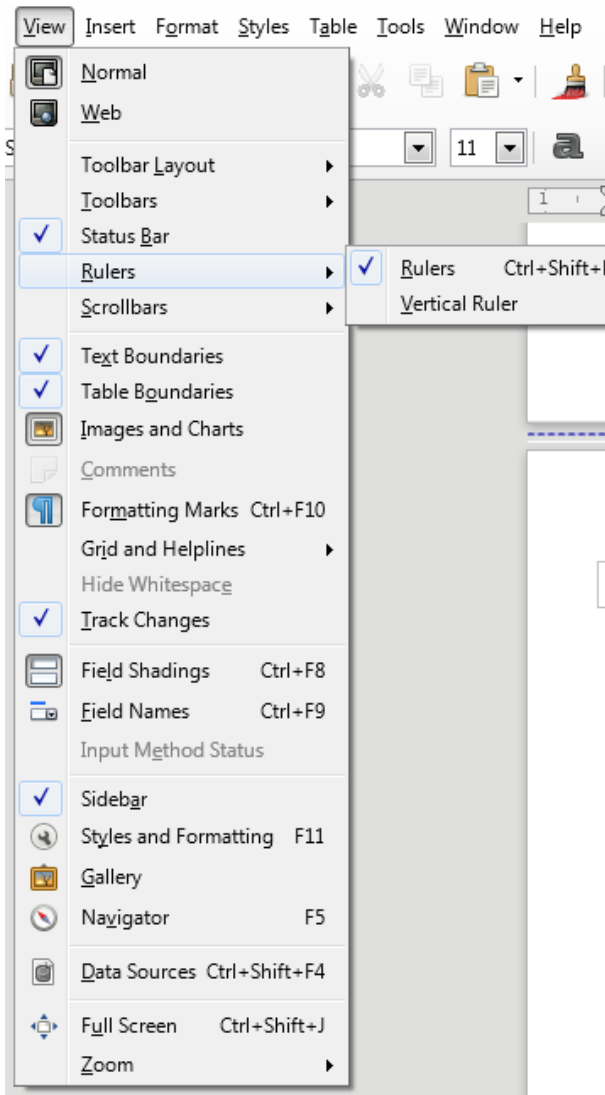 View Insert Format Styles Table Tools Window Help
Normal
Web
11
Toolbar Layout
Toolbars
1
Status Bar
Rulers
Rulers Ctrl+Shift+
Scrollbars
Vertical Ruler
Text Boundaries
Table Boundaries
Images and Charts
Comments
Formatting Marks Ctrl+F10
Grid and Helplines
Hide Whitespace
Track Changes
Field Shadings Ctrl+F8
Field Names Ctrl+F9
Input Method Status
Sidebar
Styles and Formatting F11
Gallery
Navigator F5
Data Sources Ctrl+Shift+F4
Full Screen Ctrl+Shift+J
Zoom